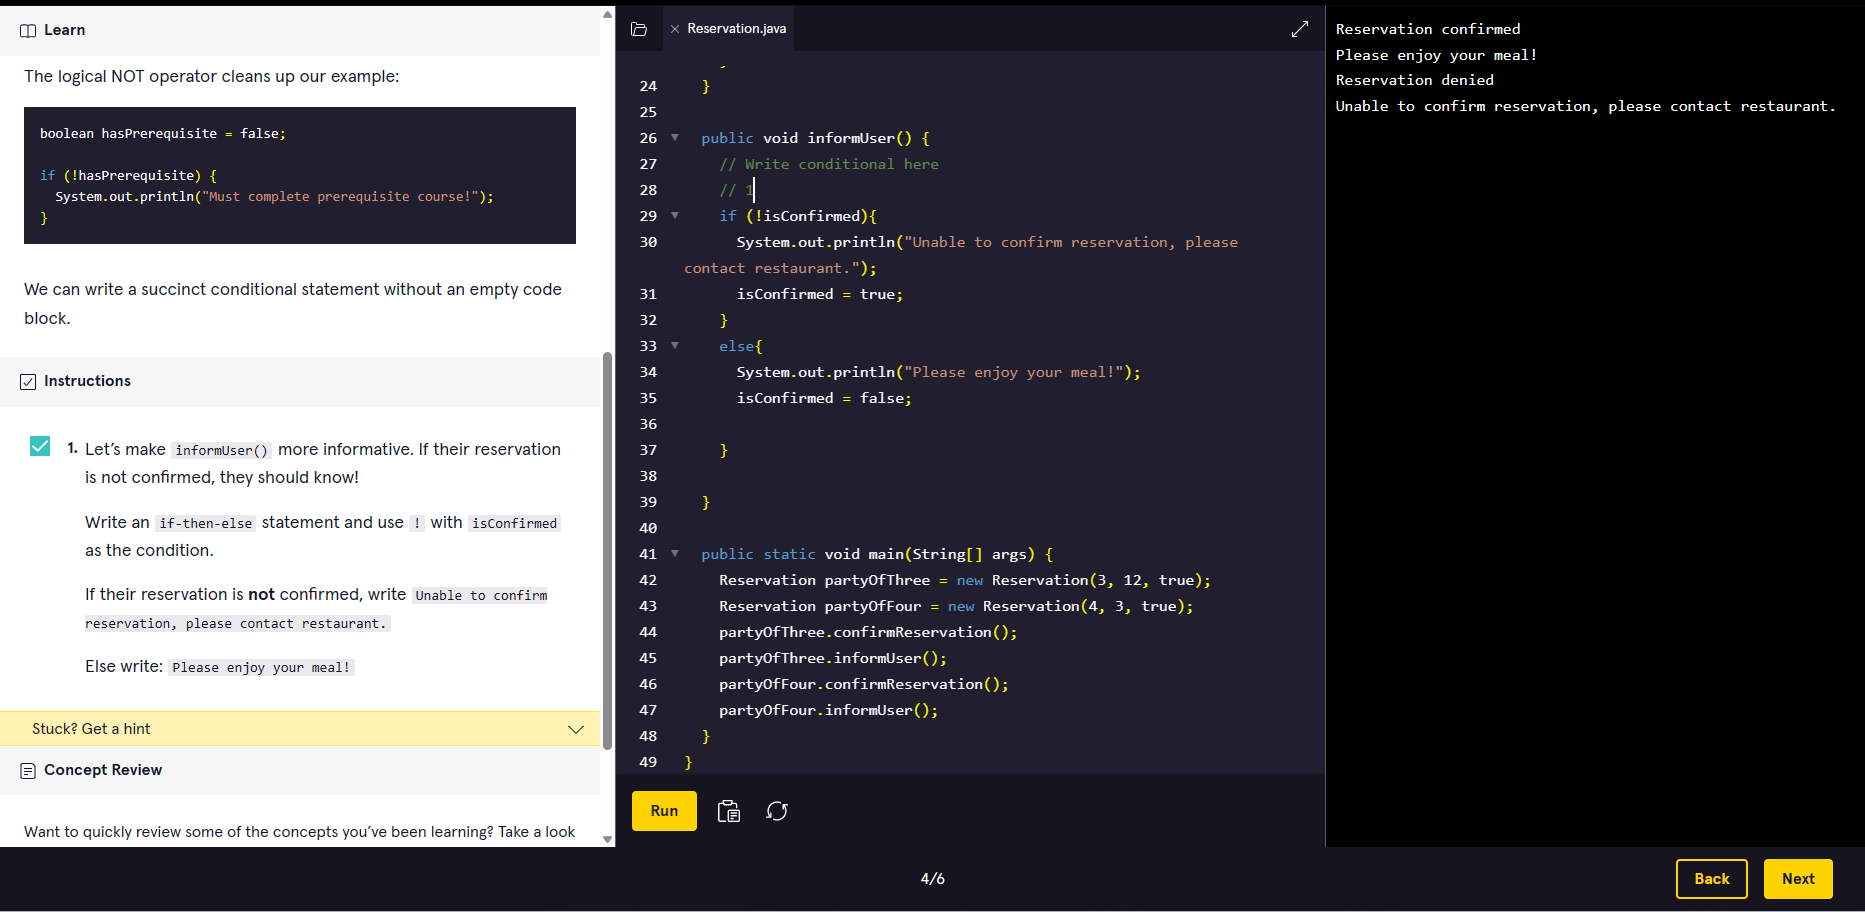 Learn
The logical NOT operator cleans up our example:
boolean hasPrerequisite = false;
if (!hasPrerequisite) {
System.out.println("Must complete prerequisite course!");
}
We can write a succinct conditional statement without an empty code
block.
Instructions
1. Let's make informUser() more informative. If their reservation
is not confirmed, they should know!
Write an if-then-else statement and use ! with isConfirmed
as the condition.
If their reservation is not confirmed, write Unable to confirm
reservation, please contact restaurant.
Else write: Please enjoy your meal!
Stuck? Get a hint
Concept Review
Want to quickly review some of the concepts you've been learning? Take a look
Reservation.java
24 }
25
26 public void informUser() {
27 // Write conditional here
28 // 1
29 if (!isConfirmed){
30 System.out.println("Unable to confirm reservation, please
contact restaurant.");
31 isConfirmed = true;
32 }
33 else{
34 System.out.println("Please enjoy your meal!");
35 isConfirmed = false;
36
37 }
38
39 }
40
41 public static void main(String[] args) {
42 Reservation partyOfThree = new Reservation(3, 12, true);
43 Reservation partyOfFour = new Reservation(4, 3, true);
44 partyOfThree.confirmReservation();
45 partyOfThree.informUser();
46 partyOfFour.confirmReservation();
47 partyOfFour.informUser();
48 }
49 }
Run
Reservation confirmed
Please enjoy your meal!
Reservation denied
Unable to confirm reservation, please contact restaurant.
4/6
Back
Next